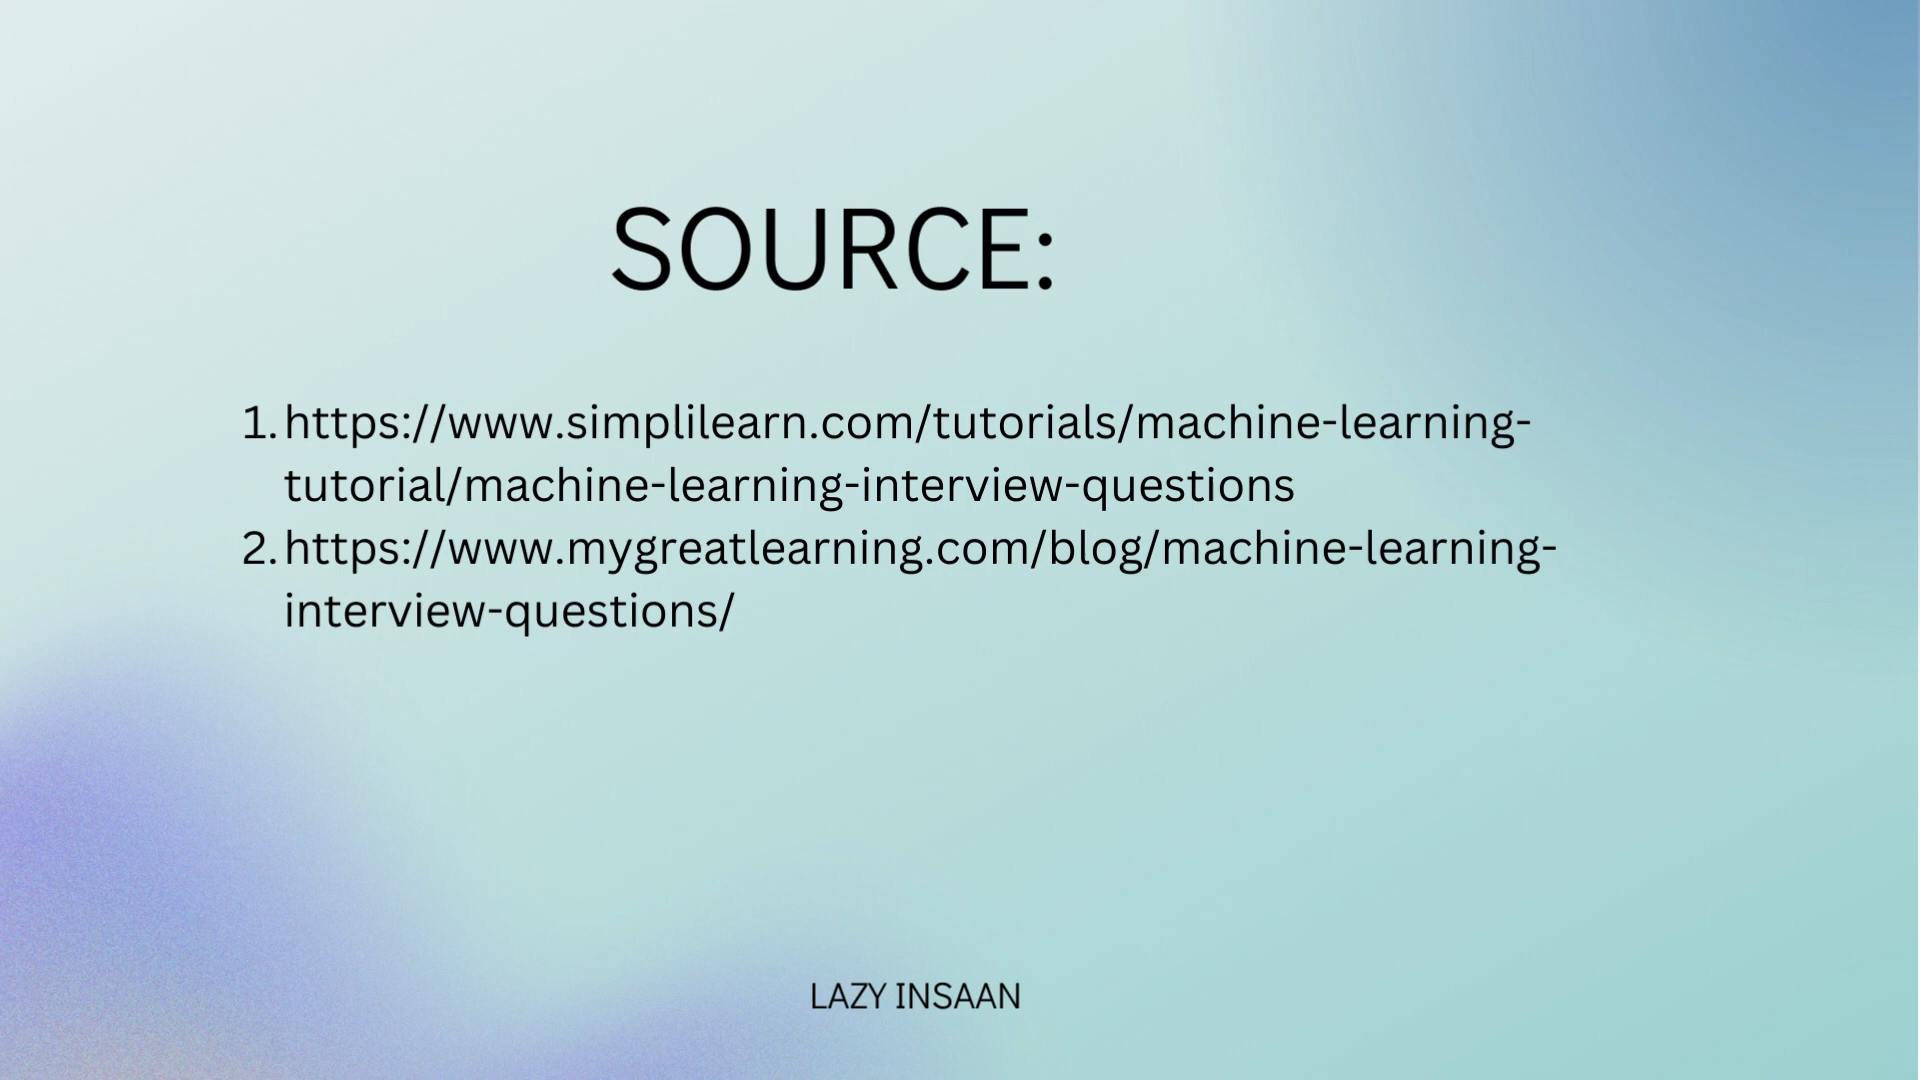 SOURCE:
1. https://www.simplilearn.com/tutorials/machine-learning-
tutorial/machine-learning-interview-questions
2. https://www.mygreatlearning.com/blog/machine-learning-
interview-questions/
LAZY INSAAN